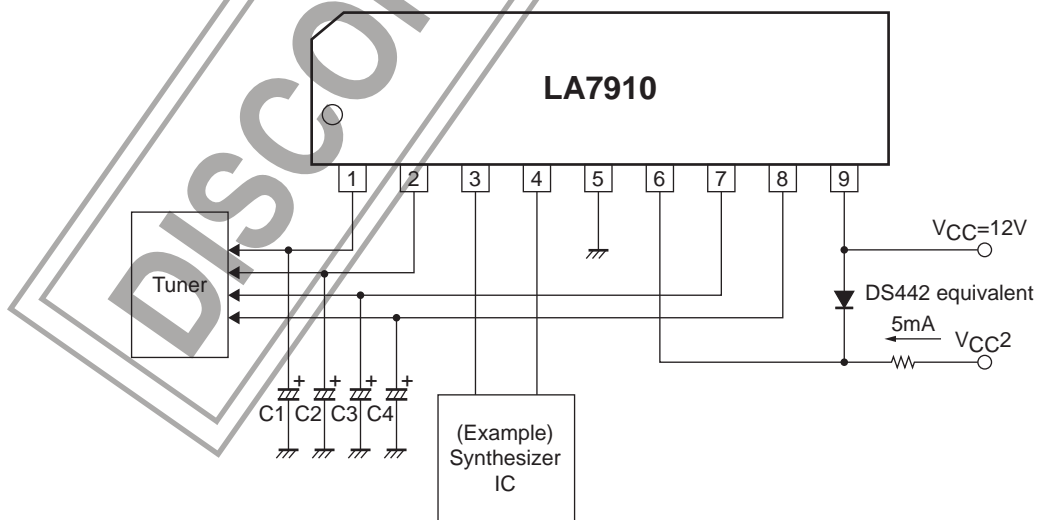 LA7910
1 2 3 4 5 6 7 8 9
VCC=12V
Tuner
DS442 equivalent
5mA
VCC2
+ + + +
C1 C2 C3 C4
(Example)
Synthesizer
IC